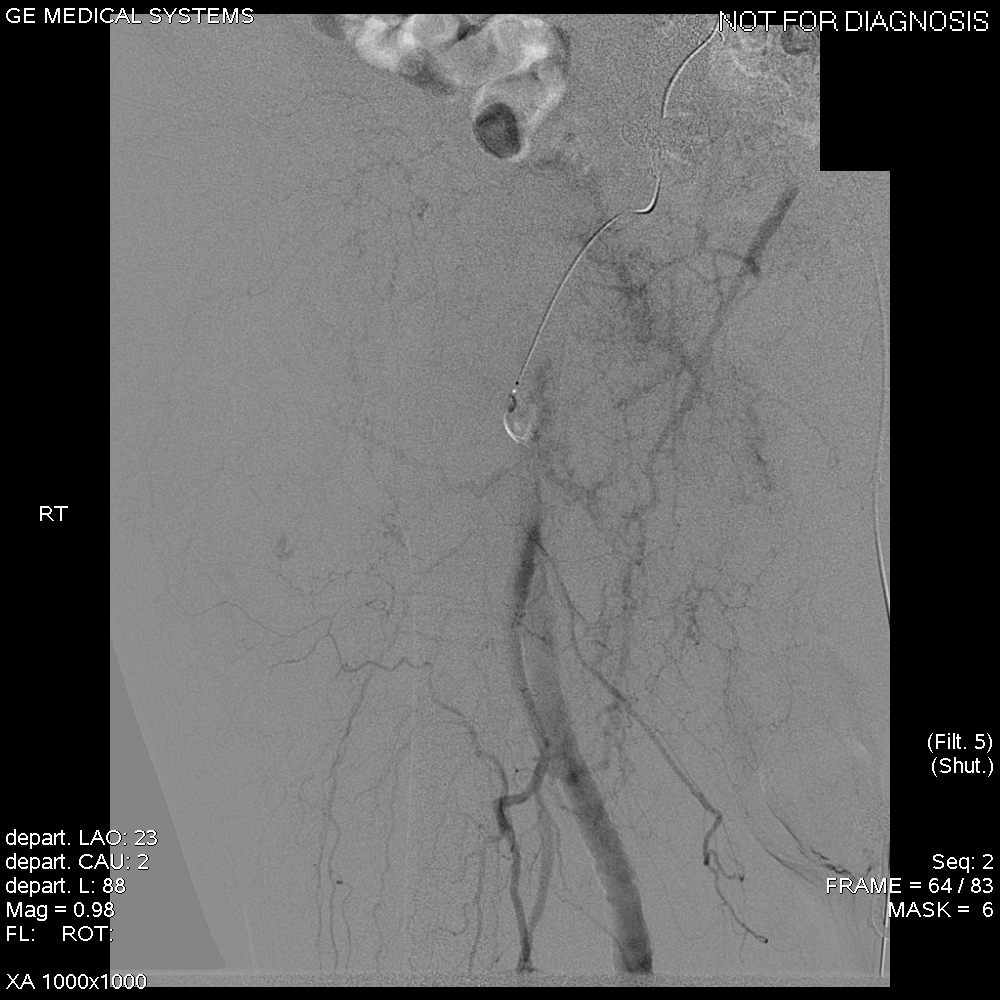 GE MEDICAL SYSTEMS
NOT FOR DIAGNOSIS
RT
(Filt. 5)
(Shut.)
depart. LAO: 23
depart. CAU: 2
depart. L: 88
Mag = 0.98
FL: ROT:
Seq: 2
FRAME = 64 / 83
MASK = 6
XA 1000x1000